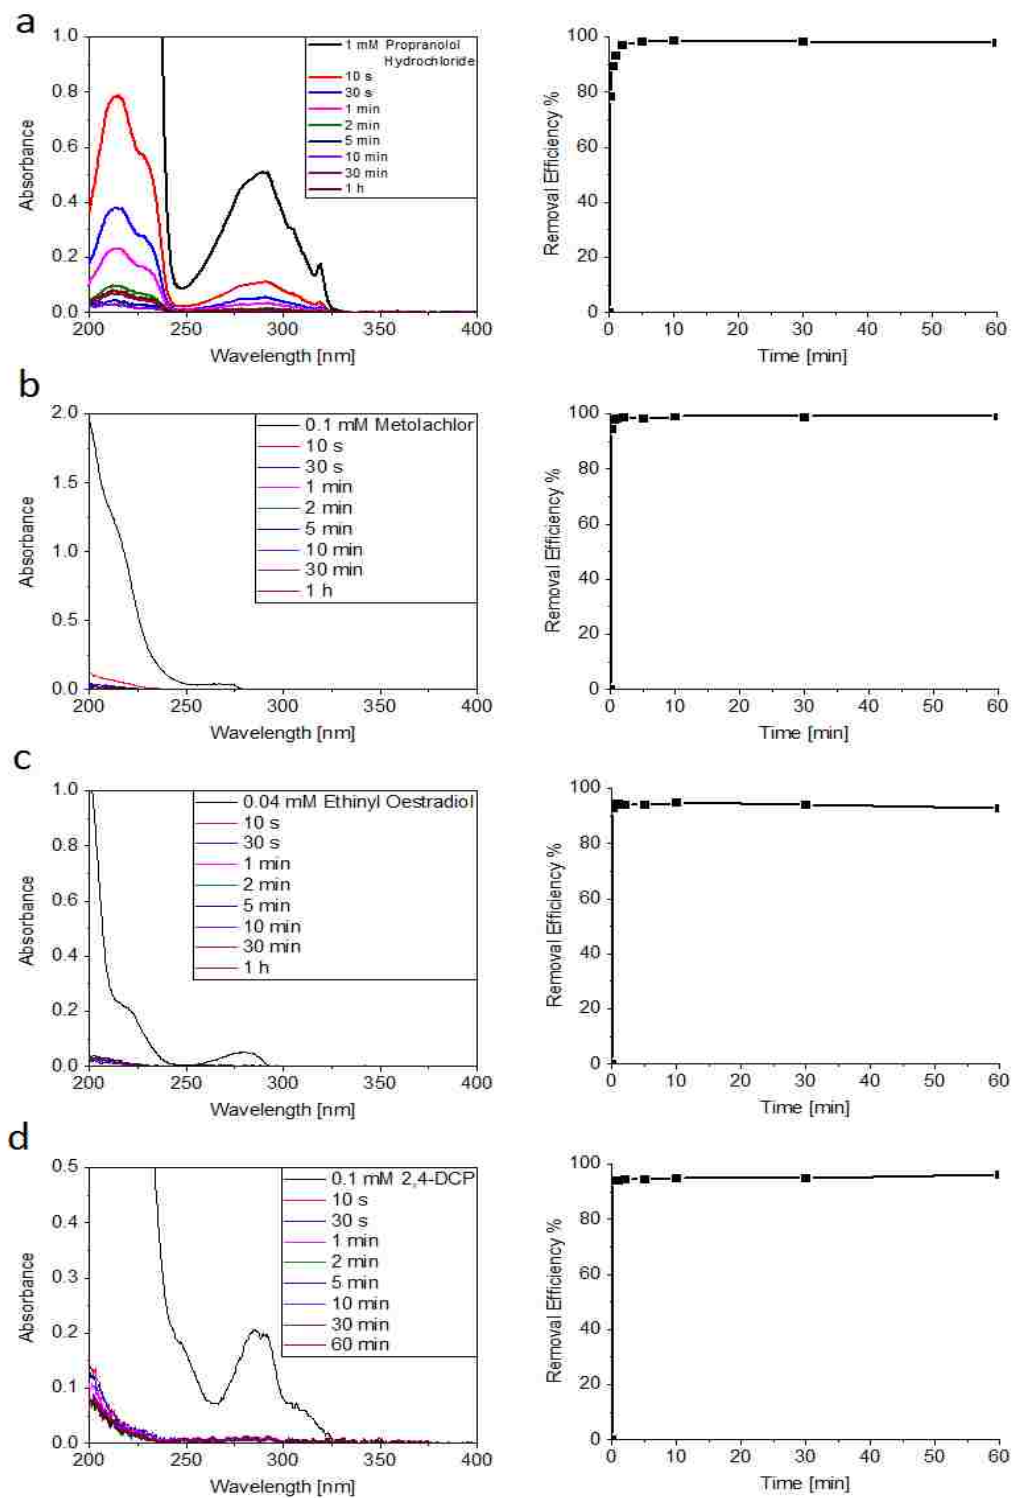 a
1.0
0.8
0.6
0.4
0.2
0.0
Absorbance
1 mM Propranolol
Hydrochloride
10 s
30 s
1 min
2 min
5 min
10 min
30 min
1 h
200 250 300 350 400
Wavelength [nm]
100
80
60
40
20
0
Removal Efficiency %
0 10 20 30 40 50 60
Time [min]
b
2.0
1.5
1.0
0.5
0.0
Absorbance
0.1 mM Metolachlor
10 s
30 s
1 min
2 min
5 min
10 min
30 min
1 h
200 250 300 350 400
Wavelength [nm]
100
80
60
40
20
0
Removal Efficiency %
0 10 20 30 40 50 60
Time [min]
c
1.0
0.8
0.6
0.4
0.2
0.0
Absorbance
0.04 mM Ethinyl Oestradiol
10 s
30 s
1 min
2 min
5 min
10 min
30 min
1 h
200 250 300 350 400
Wavelength [nm]
100
80
60
40
20
0
Removal Efficiency %
0 10 20 30 40 50 60
Time [min]
d
0.5
0.4
0.3
0.2
0.1
0.0
Absorbance
0.1 mM 2,4-DCP
10 s
30 s
1 min
2 min
5 min
10 min
30 min
60 min
200 250 300 350 400
Wavelength [nm]
100
80
60
40
20
0
Removal Efficiency %
0 10 20 30 40 50 60
Time [min]